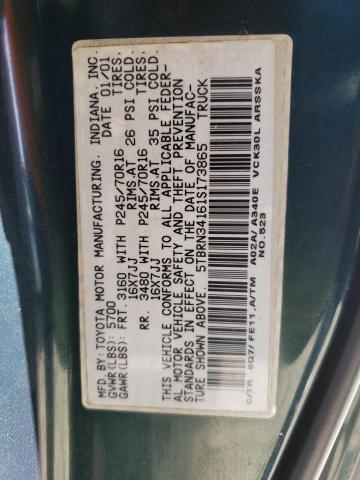 MFD. BY: TOYOTA MOTOR MANUFACTURING, INDIANA, INC.
GVWR(LBS): 5700 DATE 01/01
GAWR(LBS): FRT. 3160 WITH P245/70R16 TIRES.
16X7JJ RIMS.AT 26 PSI COLD.
RR. 3480 WITH P245/70R16 TIRES.
16X7JJ RIMS.AT 35 PSI COLD.
THIS VEHICLE CONFORMS TO ALL APPLICABLE FEDER-
AL MOTOR VEHICLE SAFETY AND THEFT PREVENTION
STANDARDS IN EFFECT ON THE DATE OF MANUFAC-
TURE SHOWN ABOVE. 5TBRN34161S173865 TRUCK
C/TR 6Q7/FE11,A/TM A02A/A340E VCK30L ARSSKA
NO.523